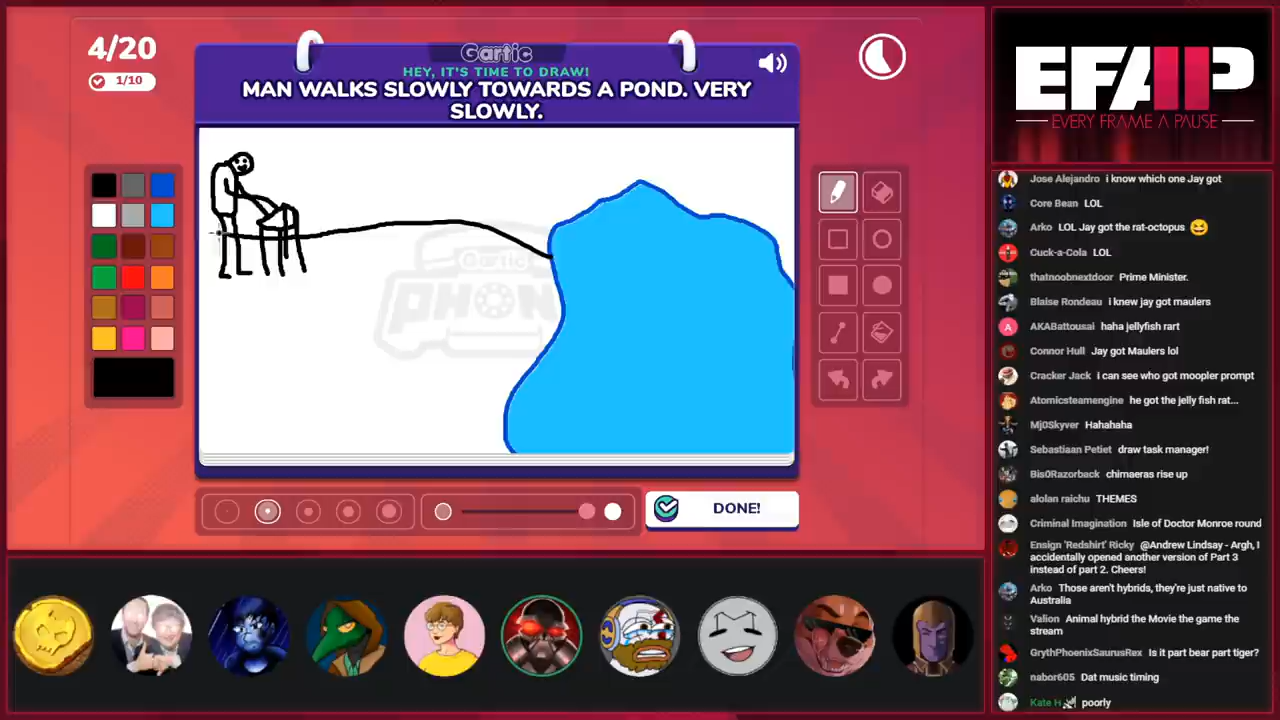 4/20
1/10
Gartic
HEY, IT'S TIME TO DRAW!
MAN WALKS SLOWLY TOWARDS A POND. VERY
SLOWLY.
Gartic
PHON
DONE!
EFAP
EVERY FRAME A PAUSE
Jose Alejandro i know which one Jay got
Core Bean LOL
Arko LOL Jay got the rat-octopus 😆
Cuck-a-Cola LOL
thatnoobnextdoor Prime Minister.
Blaise Rondeau i knew jay got maulers
A AKABattousai haha jellyfish rart
Connor Hull Jay got Maulers lol
Cracker Jack i can see who got moopler prompt
Atomicsteamengine he got the jelly fish rat...
Mj0Skyver Hahahaha
Sebastiaan Petiet draw task manager!
Bis0Razorback chimaeras rise up
alolan raichu THEMES
Criminal Imagination Isle of Doctor Monroe round
Ensign 'Redshirt' Ricky @Andrew Lindsay - Argh, I
accidentally opened another version of Part 3
instead of part 2. Cheers!
Arko Those aren't hybrids, they're just native to
Australia
Valion Animal hybrid the Movie the game the
stream
GrythPhoenixSaurusRex Is it part bear part tiger?
nabor605 Dat music timing
Kate H poorly